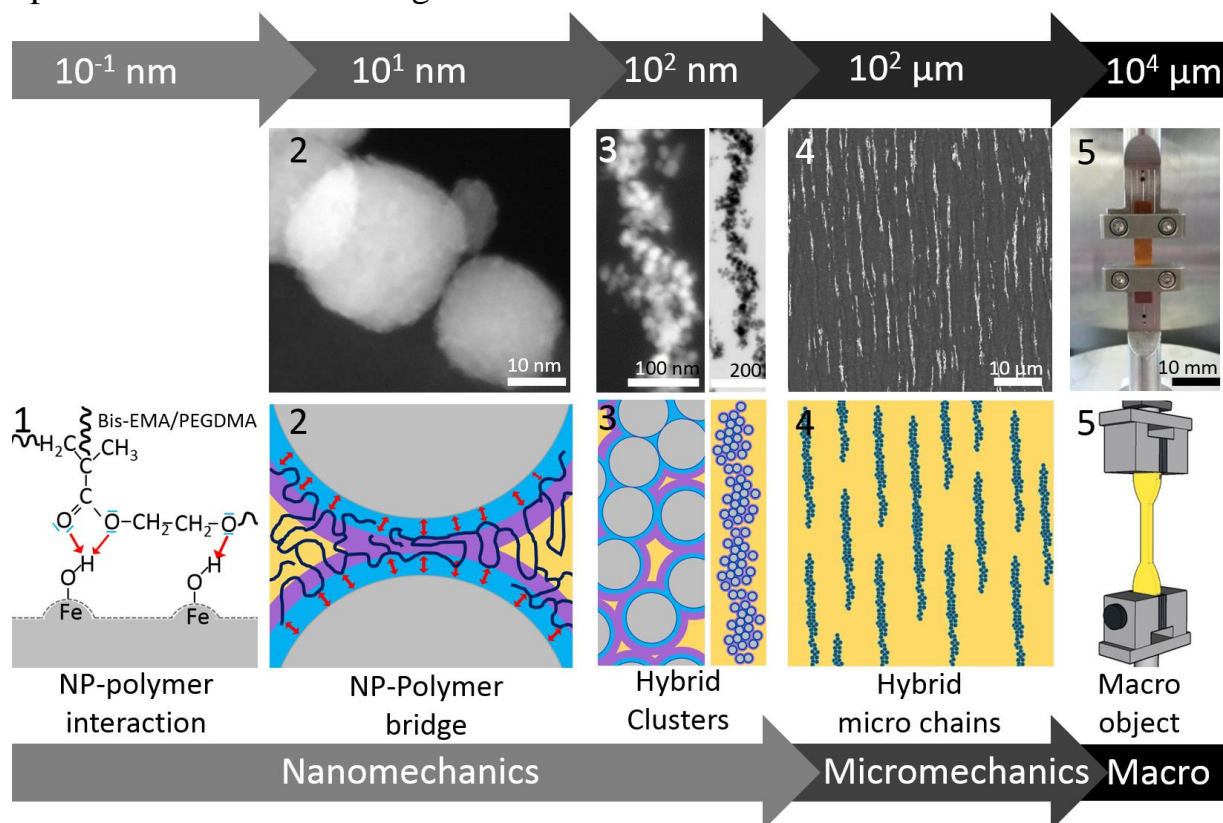 10⁻¹ nm
10¹ nm
10² nm
10² µm
10⁴ µm
2
10 nm
3
100 nm
200
4
10 µm
5
10 mm
1
Bis-EMA/PEGDMA
H₂C
C
CH₃
C
O
O-CH₂-CH₂-O
H
H
O
O
Fe
Fe
2
3
4
5
NP-polymer
interaction
NP-Polymer
bridge
Hybrid
Clusters
Hybrid
micro chains
Macro
object
Nanomechanics
Micromechanics
Macro